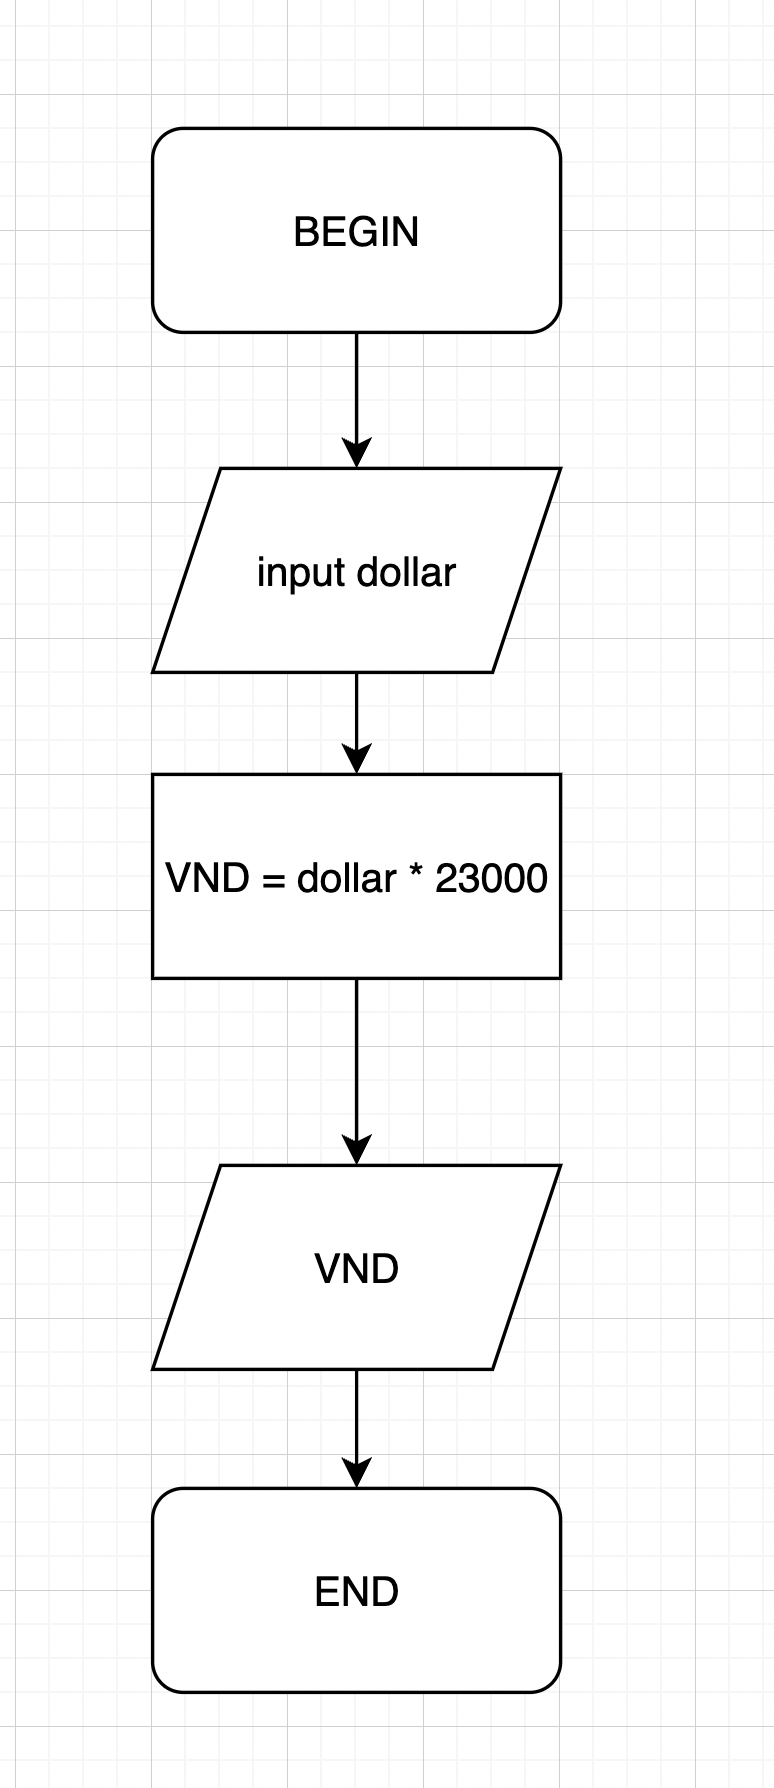 BEGIN
input dollar
VND = dollar * 23000
VND
END